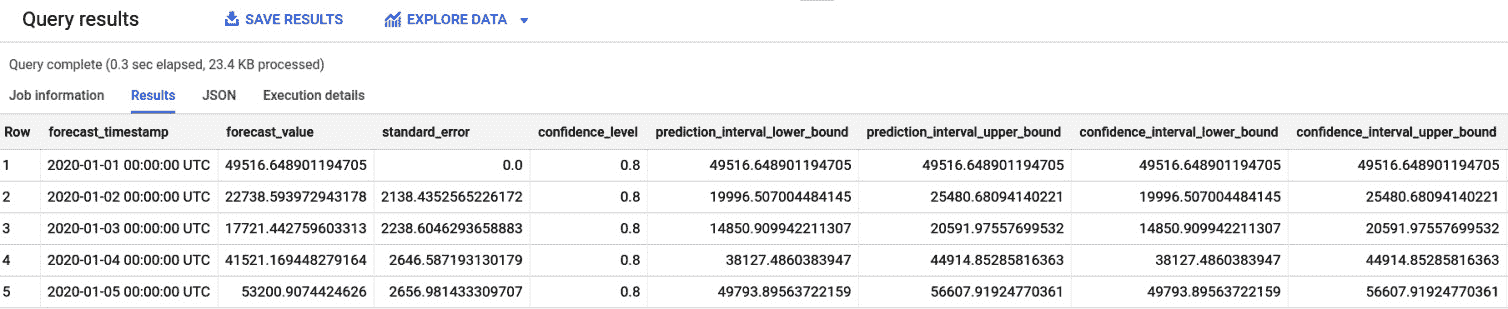 Query results SAVE RESULTS EXPLORE DATA
Query complete (0.3 sec elapsed, 23.4 KB processed)
Job information Results JSON Execution details
Row forecast_timestamp forecast_value standard_error confidence_level prediction_interval_lower_bound prediction_interval_upper_bound confidence_interval_lower_bound confidence_interval_upper_bound
1 2020-01-01 00:00:00 UTC 49516.648901194705 0.0 0.8 49516.648901194705 49516.648901194705 49516.648901194705 49516.648901194705
2 2020-01-02 00:00:00 UTC 22738.593972943178 2138.4352565226172 0.8 19996.507004484145 25480.68094140221 19996.507004484145 25480.68094140221
3 2020-01-03 00:00:00 UTC 17721.442759603313 2238.6046293658883 0.8 14850.909942211307 20591.97557699532 14850.909942211307 20591.97557699532
4 2020-01-04 00:00:00 UTC 41521.169448279164 2646.587193130179 0.8 38127.4860383947 44914.85285816363 38127.4860383947 44914.85285816363
5 2020-01-05 00:00:00 UTC 53200.9074424626 2656.981433309707 0.8 49793.89563722159 56607.91924770361 49793.89563722159 56607.91924770361